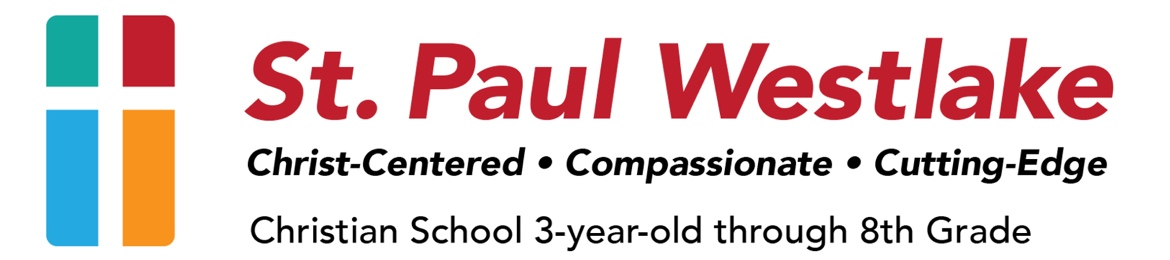 St. Paul Westlake
Christ-Centered • Compassionate • Cutting-Edge
Christian School 3-year-old through 8th Grade